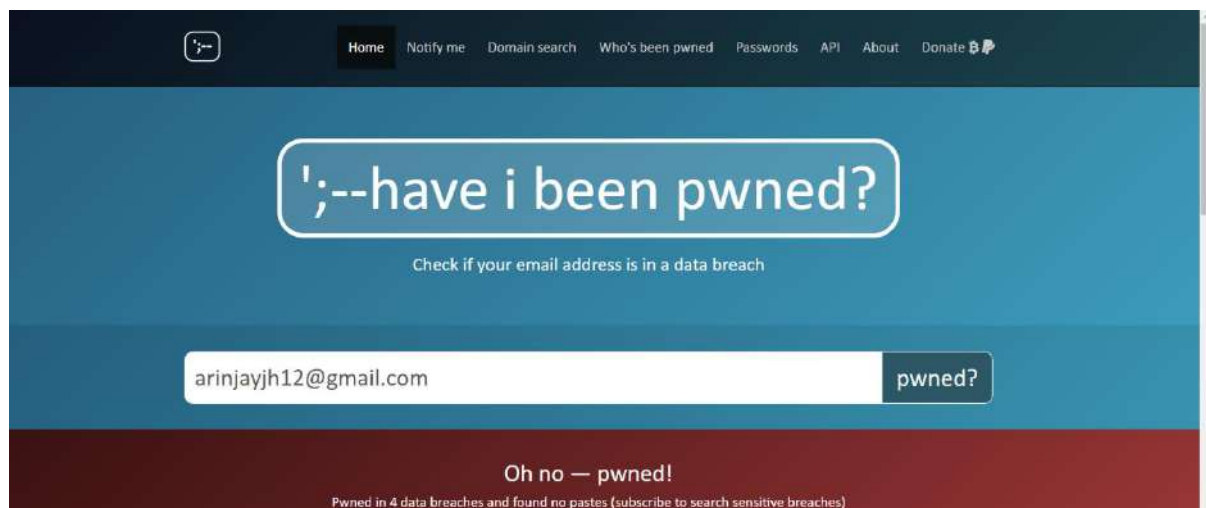 ';--
Home Notify me Domain search Who's been pwned Passwords API About Donate
';--have i been pwned?
Check if your email address is in a data breach
arinjayjh12@gmail.com pwned?
Oh no — pwned!
Pwned in 4 data breaches and found no pastes (subscribe to search sensitive breaches)